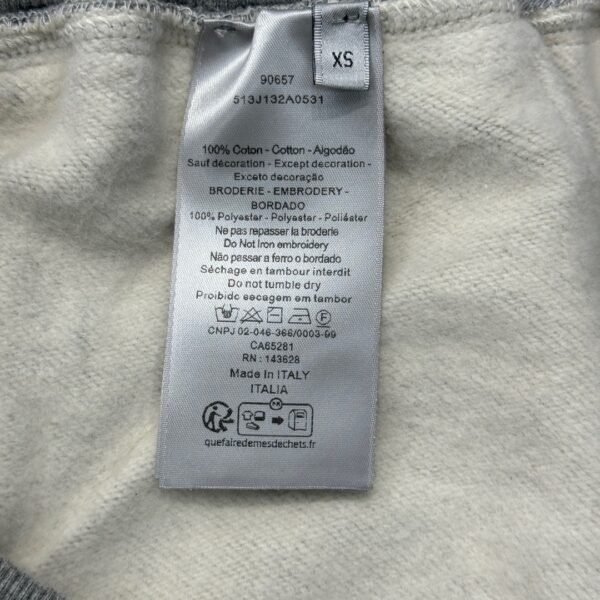 XS
90657
513J132A0531
100% Coton - Cotton - Algodão
Sauf décoration - Except decoration -
Exceto decoração
BRODERIE - EMBRODERY -
BORDADO
100% Polyester - Polyester - Poliéster
Ne pas repasser la broderie
Do Not Iron embroidery
Não passar a ferro o bordado
Séchage en tambour interdit
Do not tumble dry
Proibido secagem em tambor
CNPJ 02-046-366/0003-99
CA65281
RN : 143628
Made In ITALY
ITALIA
quefairedemesdechets.fr